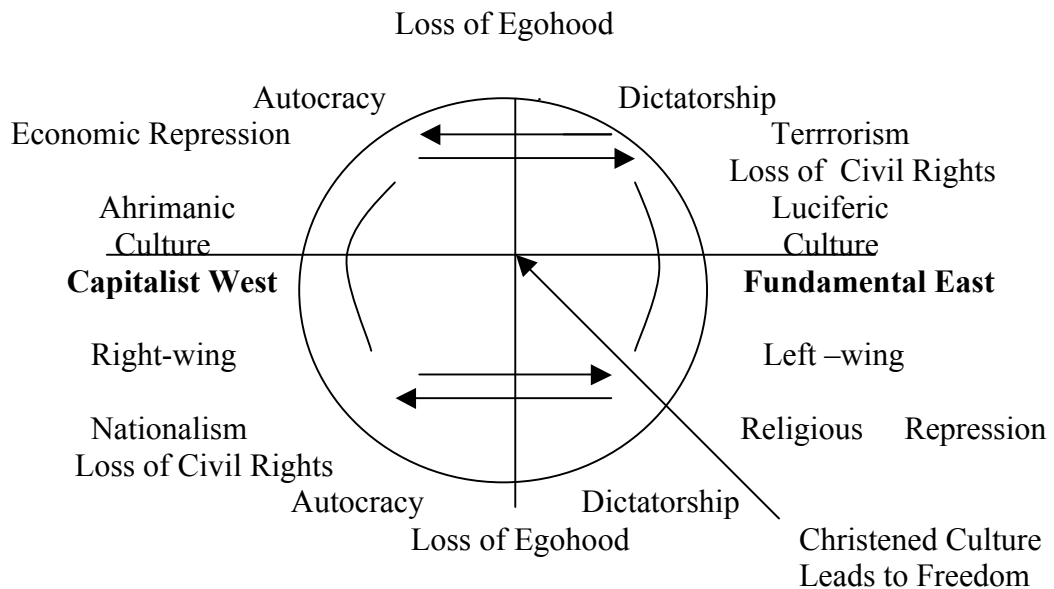 Loss of Egohood
Autocracy
Dictatorship
Economic Repression
Terrrorism
Loss of Civil Rights
Ahrimanic
Culture
Luciferic
Culture
Capitalist West
Fundamental East
Right-wing
Left –wing
Nationalism
Loss of Civil Rights
Religious Repression
Autocracy
Dictatorship
Loss of Egohood
Christened Culture
Leads to Freedom